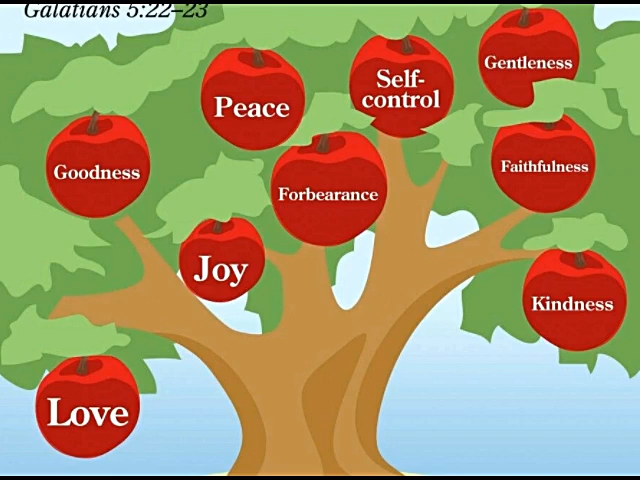 Galatians 5:22–23
Gentleness
Self-
control
Peace
Goodness
Faithfulness
Forbearance
Joy
Kindness
Love